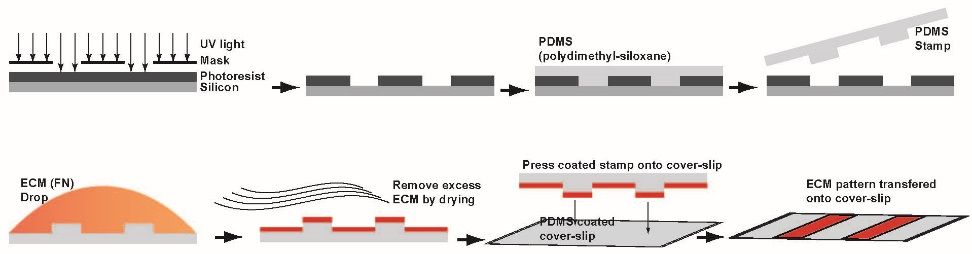 UV light
Mask
Photoresist
Silicon
PDMS
(polydimethyl-siloxane)
PDMS
Stamp
ECM (FN)
Drop
Remove excess
ECM by drying
Press coated stamp onto cover-slip
PDMS coated
cover-slip
ECM pattern transfered
onto cover-slip